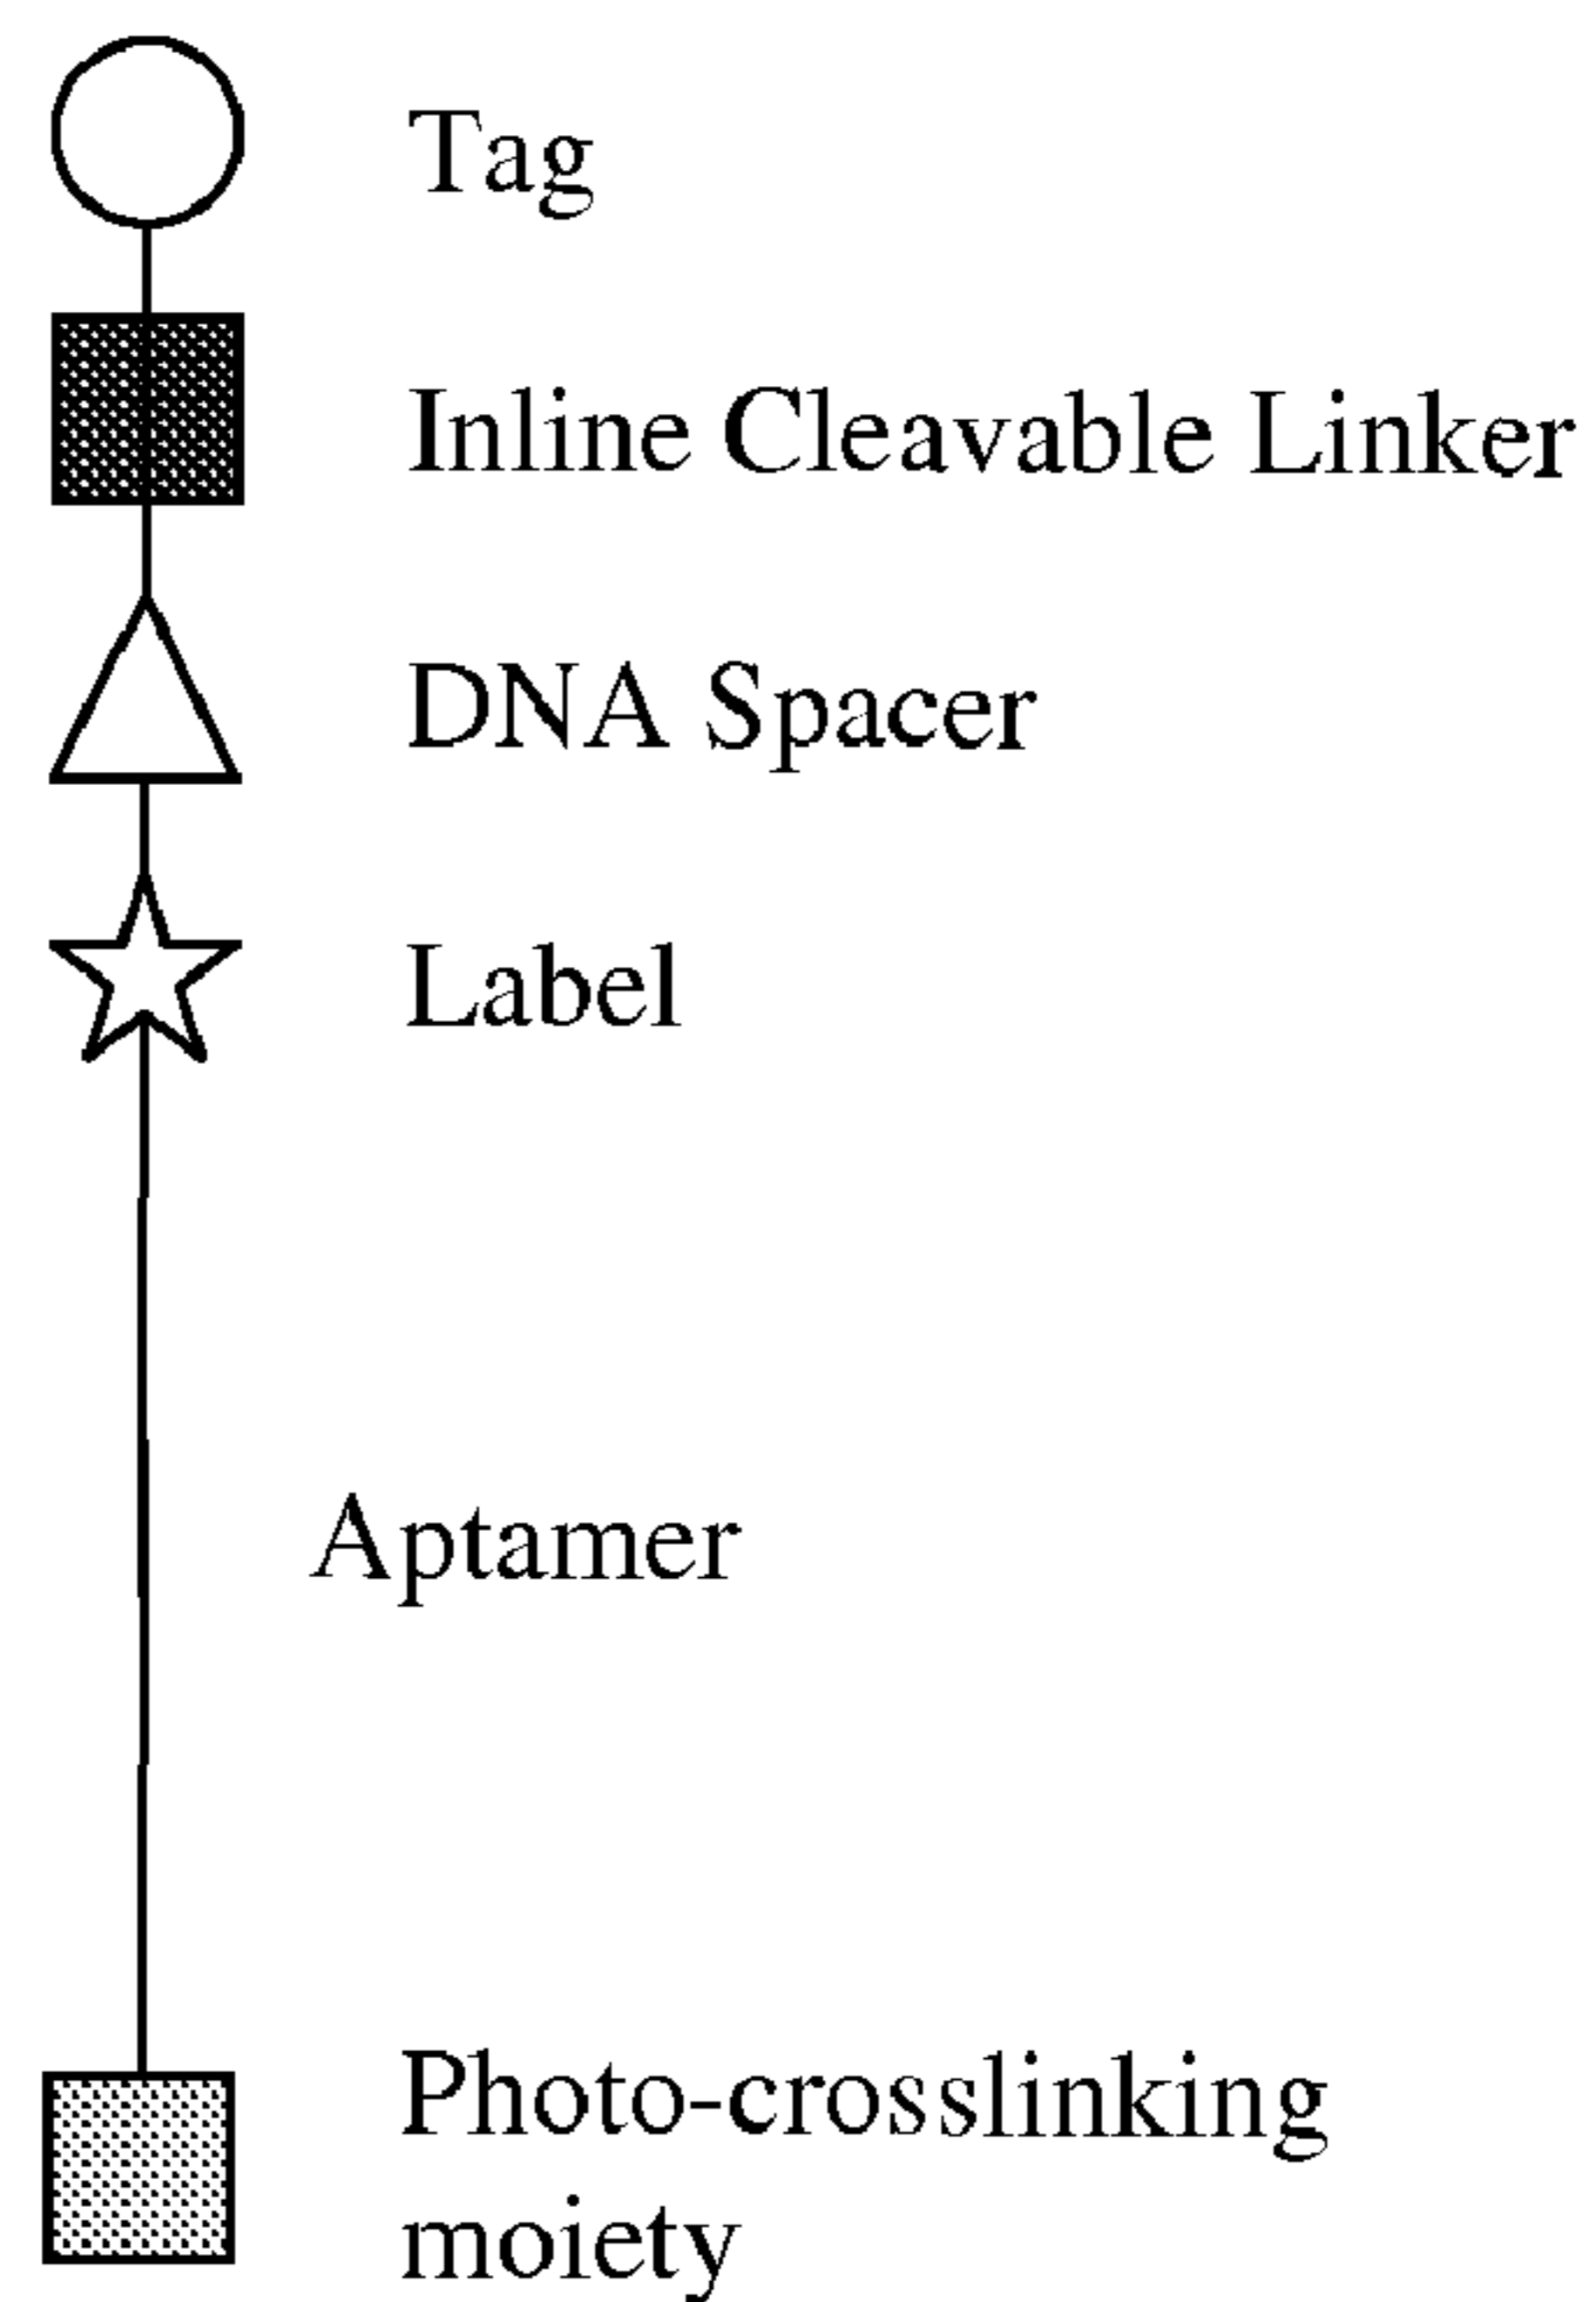 Tag
Inline Cleavable Linker
DNA Spacer
Label
Aptamer
Photo-crosslinking
moiety